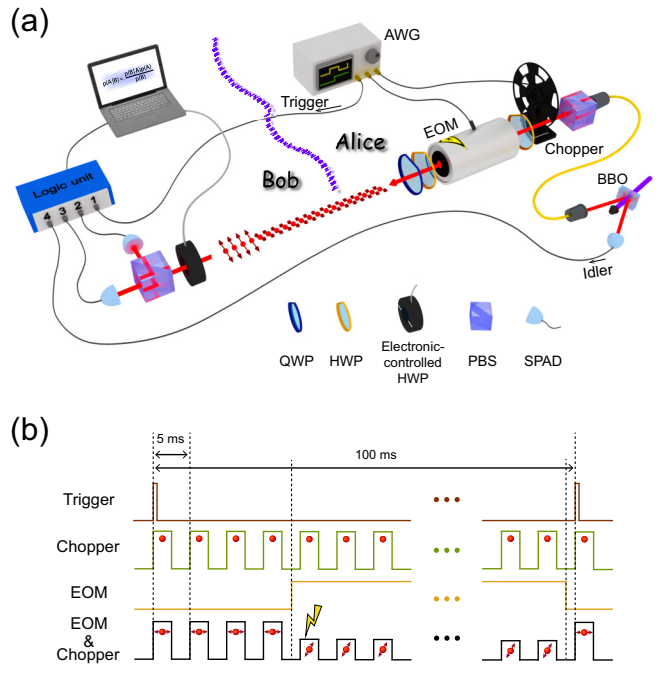 (a)
p(A|B)=p(B|A)p(A)/p(B)
AWG
Trigger
Alice
EOM
Chopper
Bob
BBO
Logic unit
4 3 2 1
Idler
QWP
HWP
Electronic-
controlled
HWP
PBS
SPAD
(b)
5 ms
100 ms
Trigger
Chopper
EOM
EOM
&
Chopper